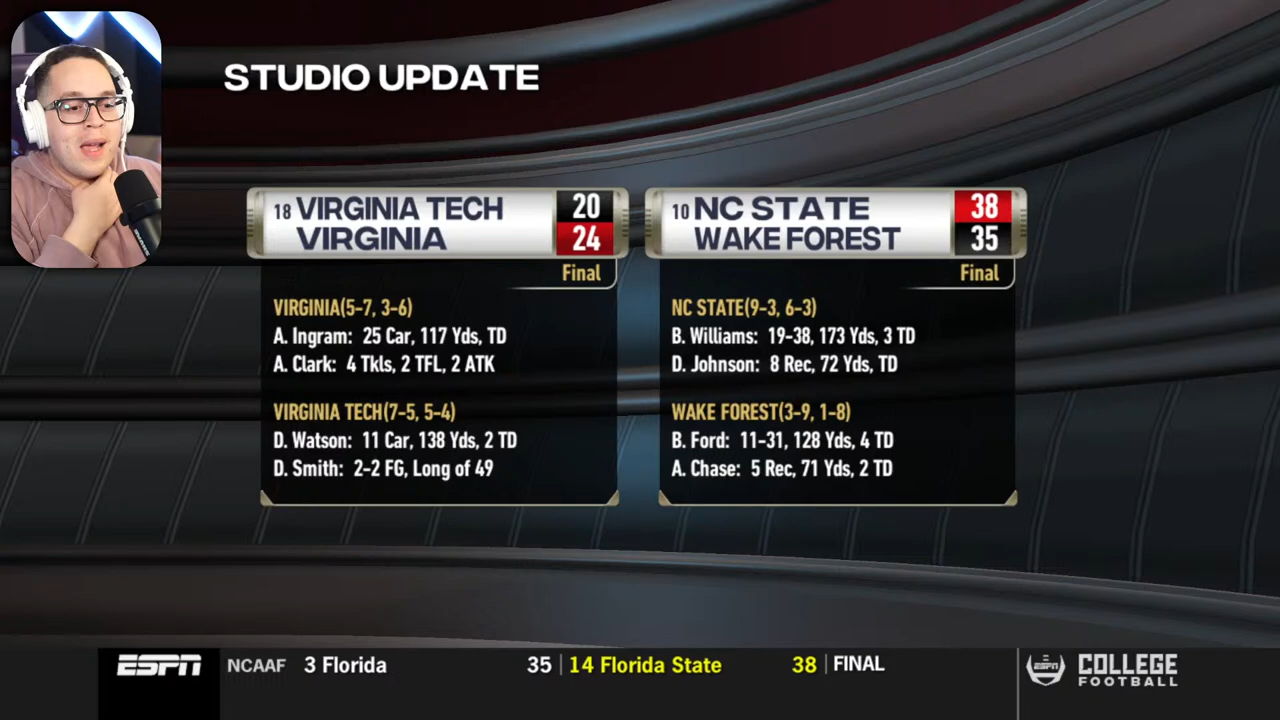 STUDIO UPDATE
18 VIRGINIA TECH 20
VIRGINIA 24
Final
VIRGINIA(5-7, 3-6)
A. Ingram: 25 Car, 117 Yds, TD
A. Clark: 4 Tkls, 2 TFL, 2 ATK
VIRGINIA TECH(7-5, 5-4)
D. Watson: 11 Car, 138 Yds, 2 TD
D. Smith: 2-2 FG, Long of 49
10 NC STATE 38
WAKE FOREST 35
Final
NC STATE(9-3, 6-3)
B. Williams: 19-38, 173 Yds, 3 TD
D. Johnson: 8 Rec, 72 Yds, TD
WAKE FOREST(3-9, 1-8)
B. Ford: 11-31, 128 Yds, 4 TD
A. Chase: 5 Rec, 71 Yds, 2 TD
ESPN NCAAF 3 Florida 35 | 14 Florida State 38 | FINAL
ESPN COLLEGE
FOOTBALL